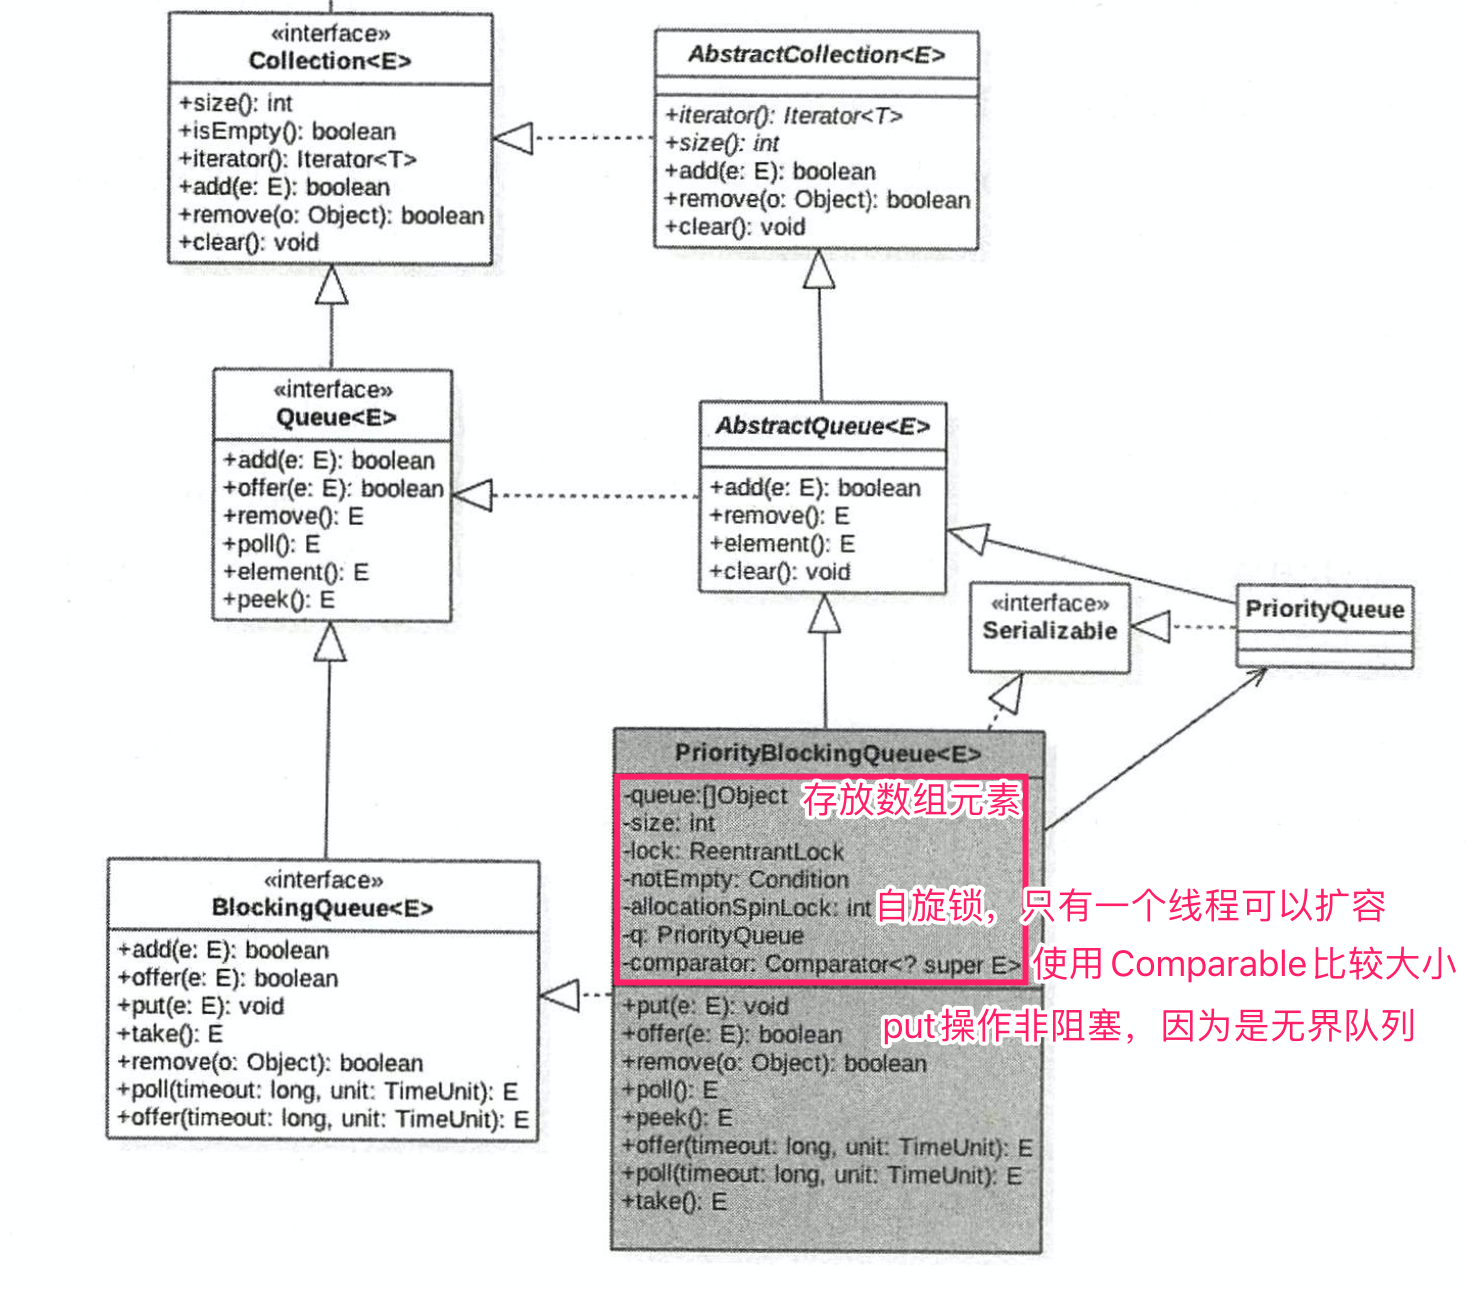 «interface»
Collection<E>
+size(): int
+isEmpty(): boolean
+iterator(): Iterator<T>
+add(e: E): boolean
+remove(o: Object): boolean
+clear(): void
AbstractCollection<E>
+iterator(): Iterator<T>
+size(): int
+add(e: E): boolean
+remove(o: Object): boolean
+clear(): void
«interface»
Queue<E>
+add(e: E): boolean
+offer(e: E): boolean
+remove(): E
+poll(): E
+element(): E
+peek(): E
AbstractQueue<E>
+add(e: E): boolean
+remove(): E
+element(): E
+clear(): void
«interface»
Serializable
PriorityQueue
«interface»
BlockingQueue<E>
+add(e: E): boolean
+offer(e: E): boolean
+put(e: E): void
+take(): E
+remove(o: Object): boolean
+poll(timeout: long, unit: TimeUnit): E
+offer(timeout: long, unit: TimeUnit): E
PriorityBlockingQueue<E>
-queue:[]Object 存放数组元素
-size: int
-lock: ReentrantLock
-notEmpty: Condition
-allocationSpinLock: int 自旋锁，只有一个线程可以扩容
-q: PriorityQueue
-comparator: Comparator<? super E> 使用Comparable比较大小
+put(e: E): void put操作非阻塞，因为是无界队列
+offer(e: E): boolean
+remove(o: Object): boolean
+poll(): E
+peek(): E
+offer(timeout: long, unit: TimeUnit): E
+poll(timeout: long, unit: TimeUnit): E
+take(): E